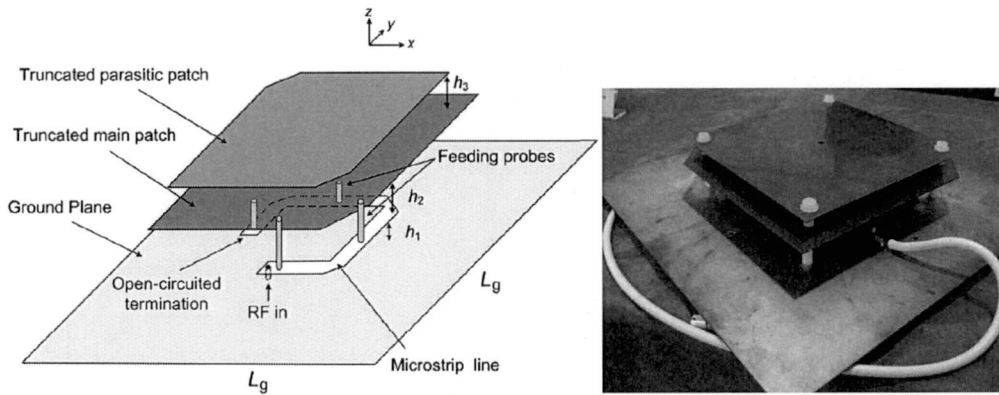 z
y
x
Truncated parasitic patch
h3
Truncated main patch
Feeding probes
Ground Plane
h2
h1
Open-circuited
termination
RF in
Lg
Microstrip line
Lg